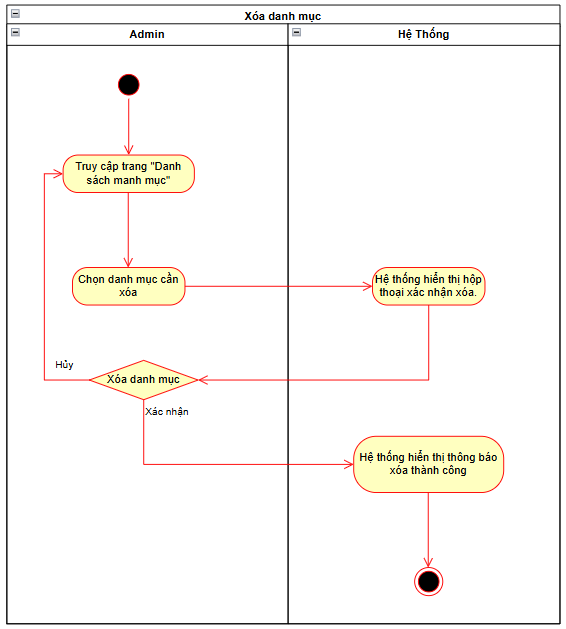 Xóa danh mục
Admin
Hệ Thống
Truy cập trang "Danh
sách manh mục"
Chọn danh mục cần
xóa
Hệ thống hiển thị hộp
thoại xác nhận xóa.
Hủy
Xóa danh mục
Xác nhận
Hệ thống hiển thị thông báo
xóa thành công